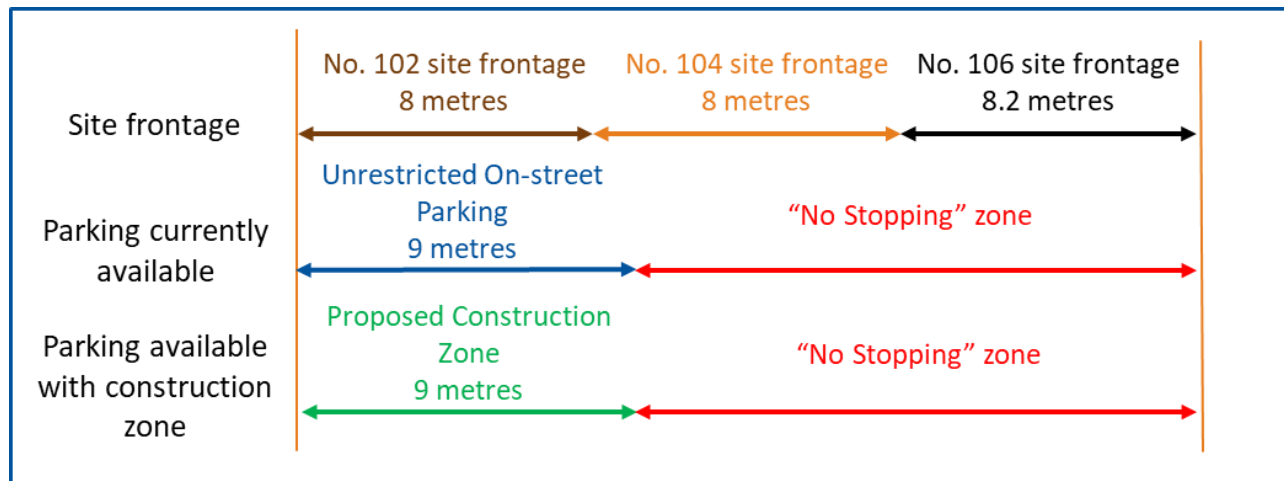 No. 102 site frontage
8 metres
No. 104 site frontage
8 metres
No. 106 site frontage
8.2 metres
Site frontage
Unrestricted On-street
Parking
9 metres
“No Stopping” zone
Parking currently
available
Proposed Construction
Zone
9 metres
“No Stopping” zone
Parking available
with construction
zone